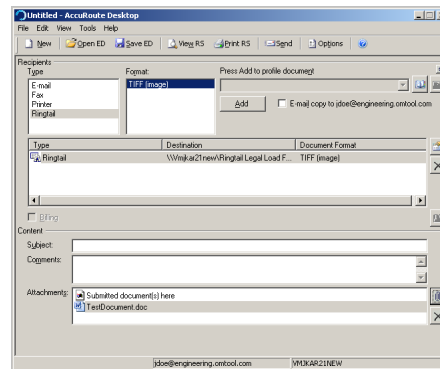 Untitled - AccuRoute Desktop
File Edit View Tools Help
New Open ED Save ED View RS Print RS Send Options
Recipients
Type Format: Press Add to profile document
E-mail TIFF (image)
Fax
Printer
Ringtail
Add E-mail copy to jdoe@engineering.omtool.com
Type Destination Document Format
Ringtail \\Vmjkar21new\Ringtail Legal Load F... TIFF (image)
Billing
Content
Subject:
Comments:
Attachments: Submitted document(s) here
TestDocument.doc
jdoe@engineering.omtool.com VMJKAR21NEW